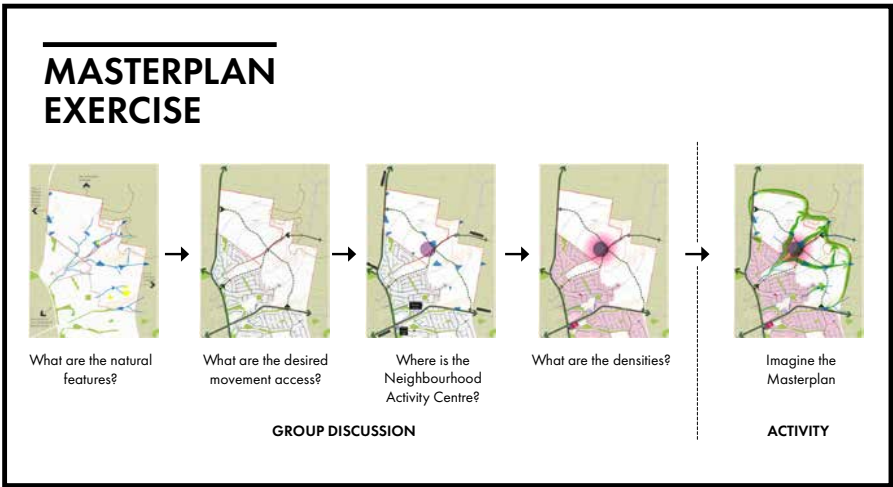 MASTERPLAN
EXERCISE
What are the natural
features?
What are the desired
movement access?
Where is the
Neighbourhood
Activity Centre?
What are the densities?
Imagine the
Masterplan
GROUP DISCUSSION
ACTIVITY